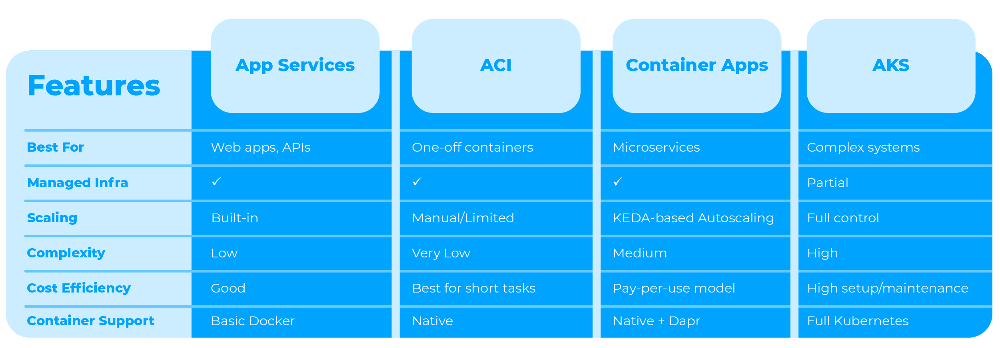 Features
App Services
ACI
Container Apps
AKS
Best For
Web apps, APIs
One-off containers
Microservices
Complex systems
Managed Infra
✓
✓
✓
Partial
Scaling
Built-in
Manual/Limited
KEDA-based Autoscaling
Full control
Complexity
Low
Very Low
Medium
High
Cost Efficiency
Good
Best for short tasks
Pay-per-use model
High setup/maintenance
Container Support
Basic Docker
Native
Native + Dapr
Full Kubernetes